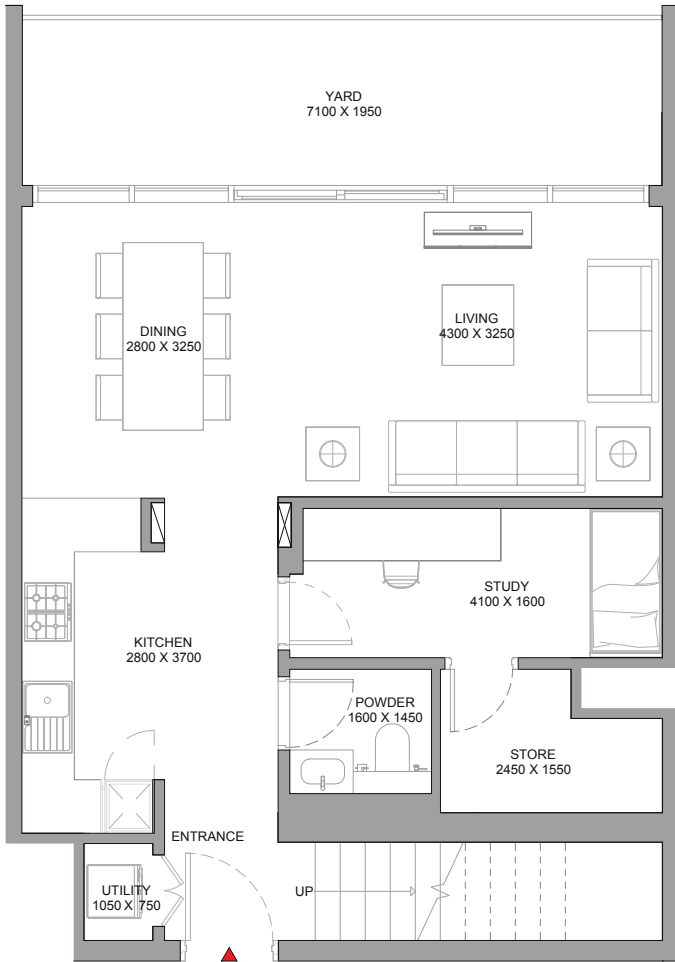 YARD
7100 X 1950
DINING
2800 X 3250
LIVING
4300 X 3250
STUDY
4100 X 1600
KITCHEN
2800 X 3700
POWDER
1600 X 1450
STORE
2450 X 1550
ENTRANCE
UTILITY
1050 X 750
UP